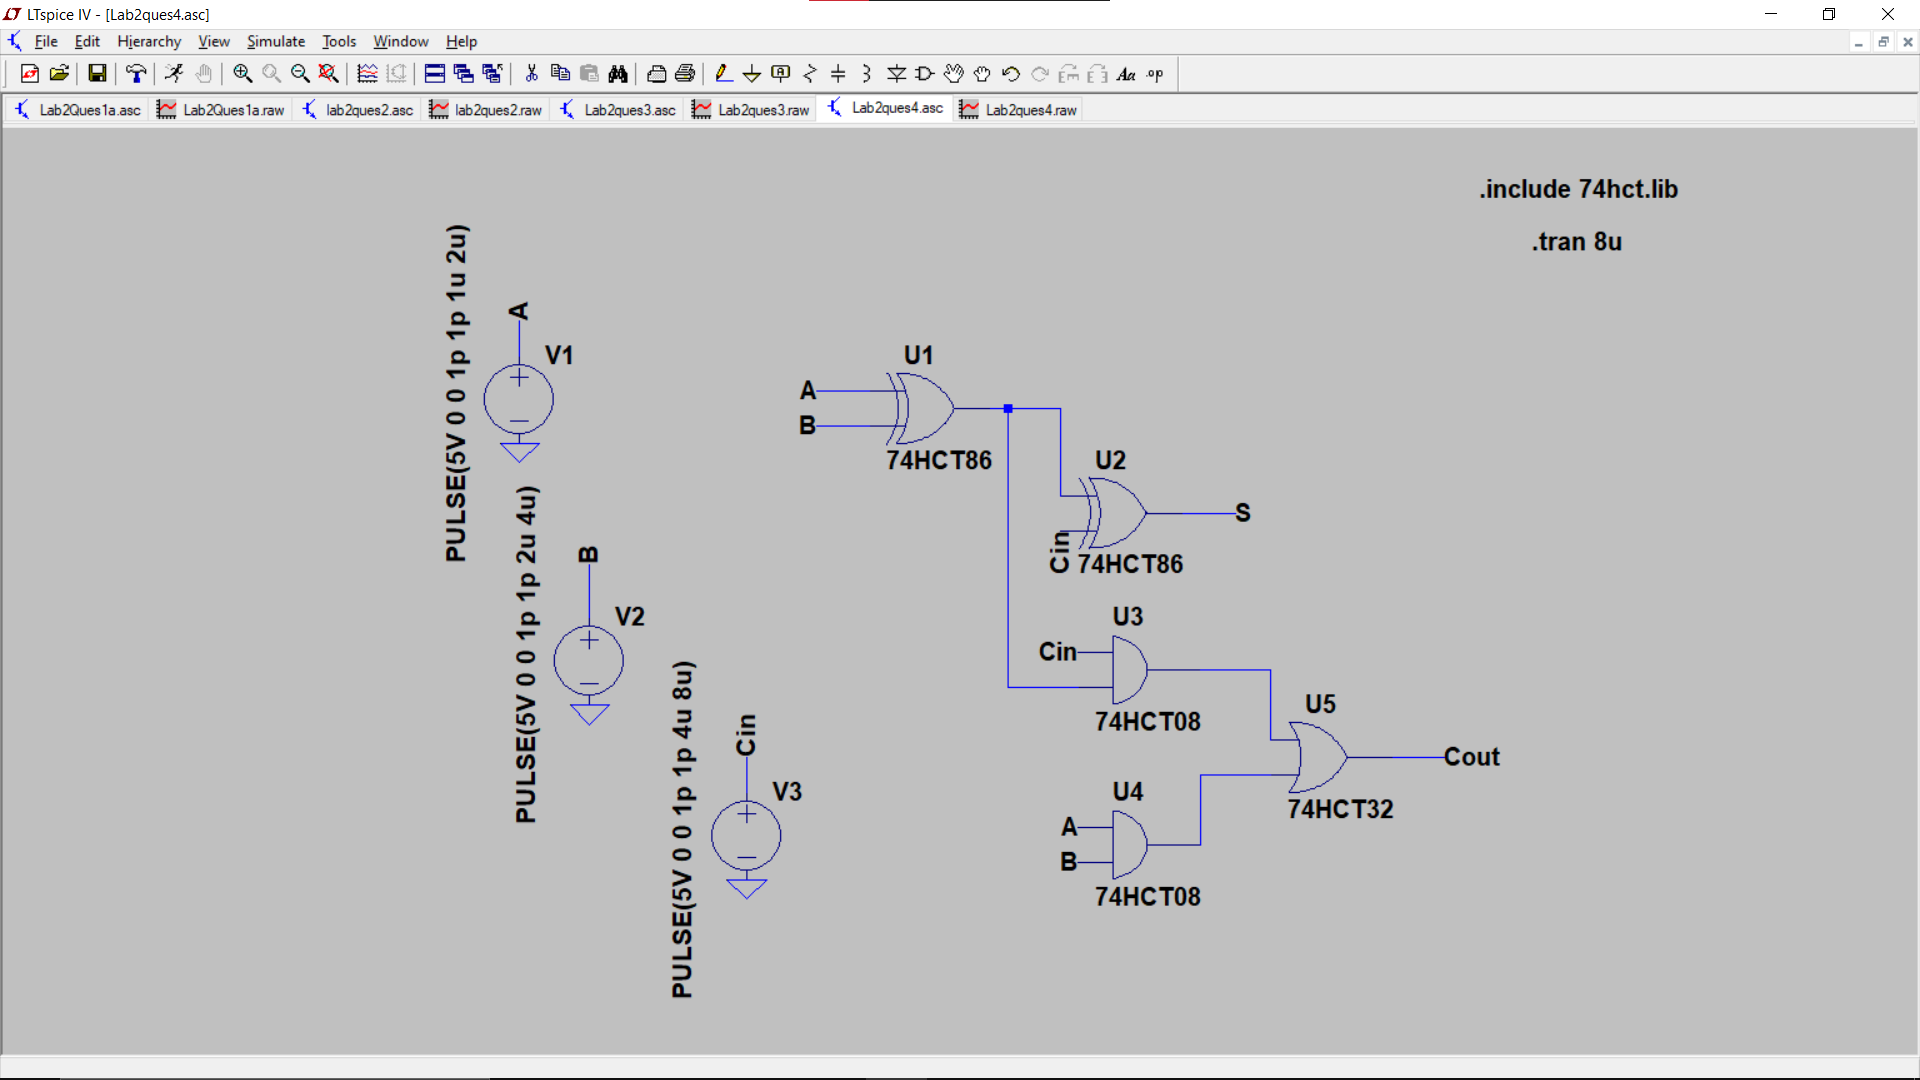 LTspice IV - [Lab2ques4.asc]
File Edit Hierarchy View Simulate Tools Window Help
Aa .op
Lab2Ques1a.asc Lab2Ques1a.raw lab2ques2.asc lab2ques2.raw Lab2ques3.asc Lab2ques3.raw Lab2ques4.asc Lab2ques4.raw
.include 74hct.lib
.tran 8u
PULSE(5V 0 0 1p 1p 1u 2u)
A
V1
PULSE(5V 0 0 1p 1p 2u 4u)
B
V2
PULSE(5V 0 0 1p 1p 4u 8u)
Cin
V3
U1
A
B
74HCT86
U2
S
Cin
74HCT86
U3
Cin
74HCT08
U5
Cout
74HCT32
U4
A
B
74HCT08